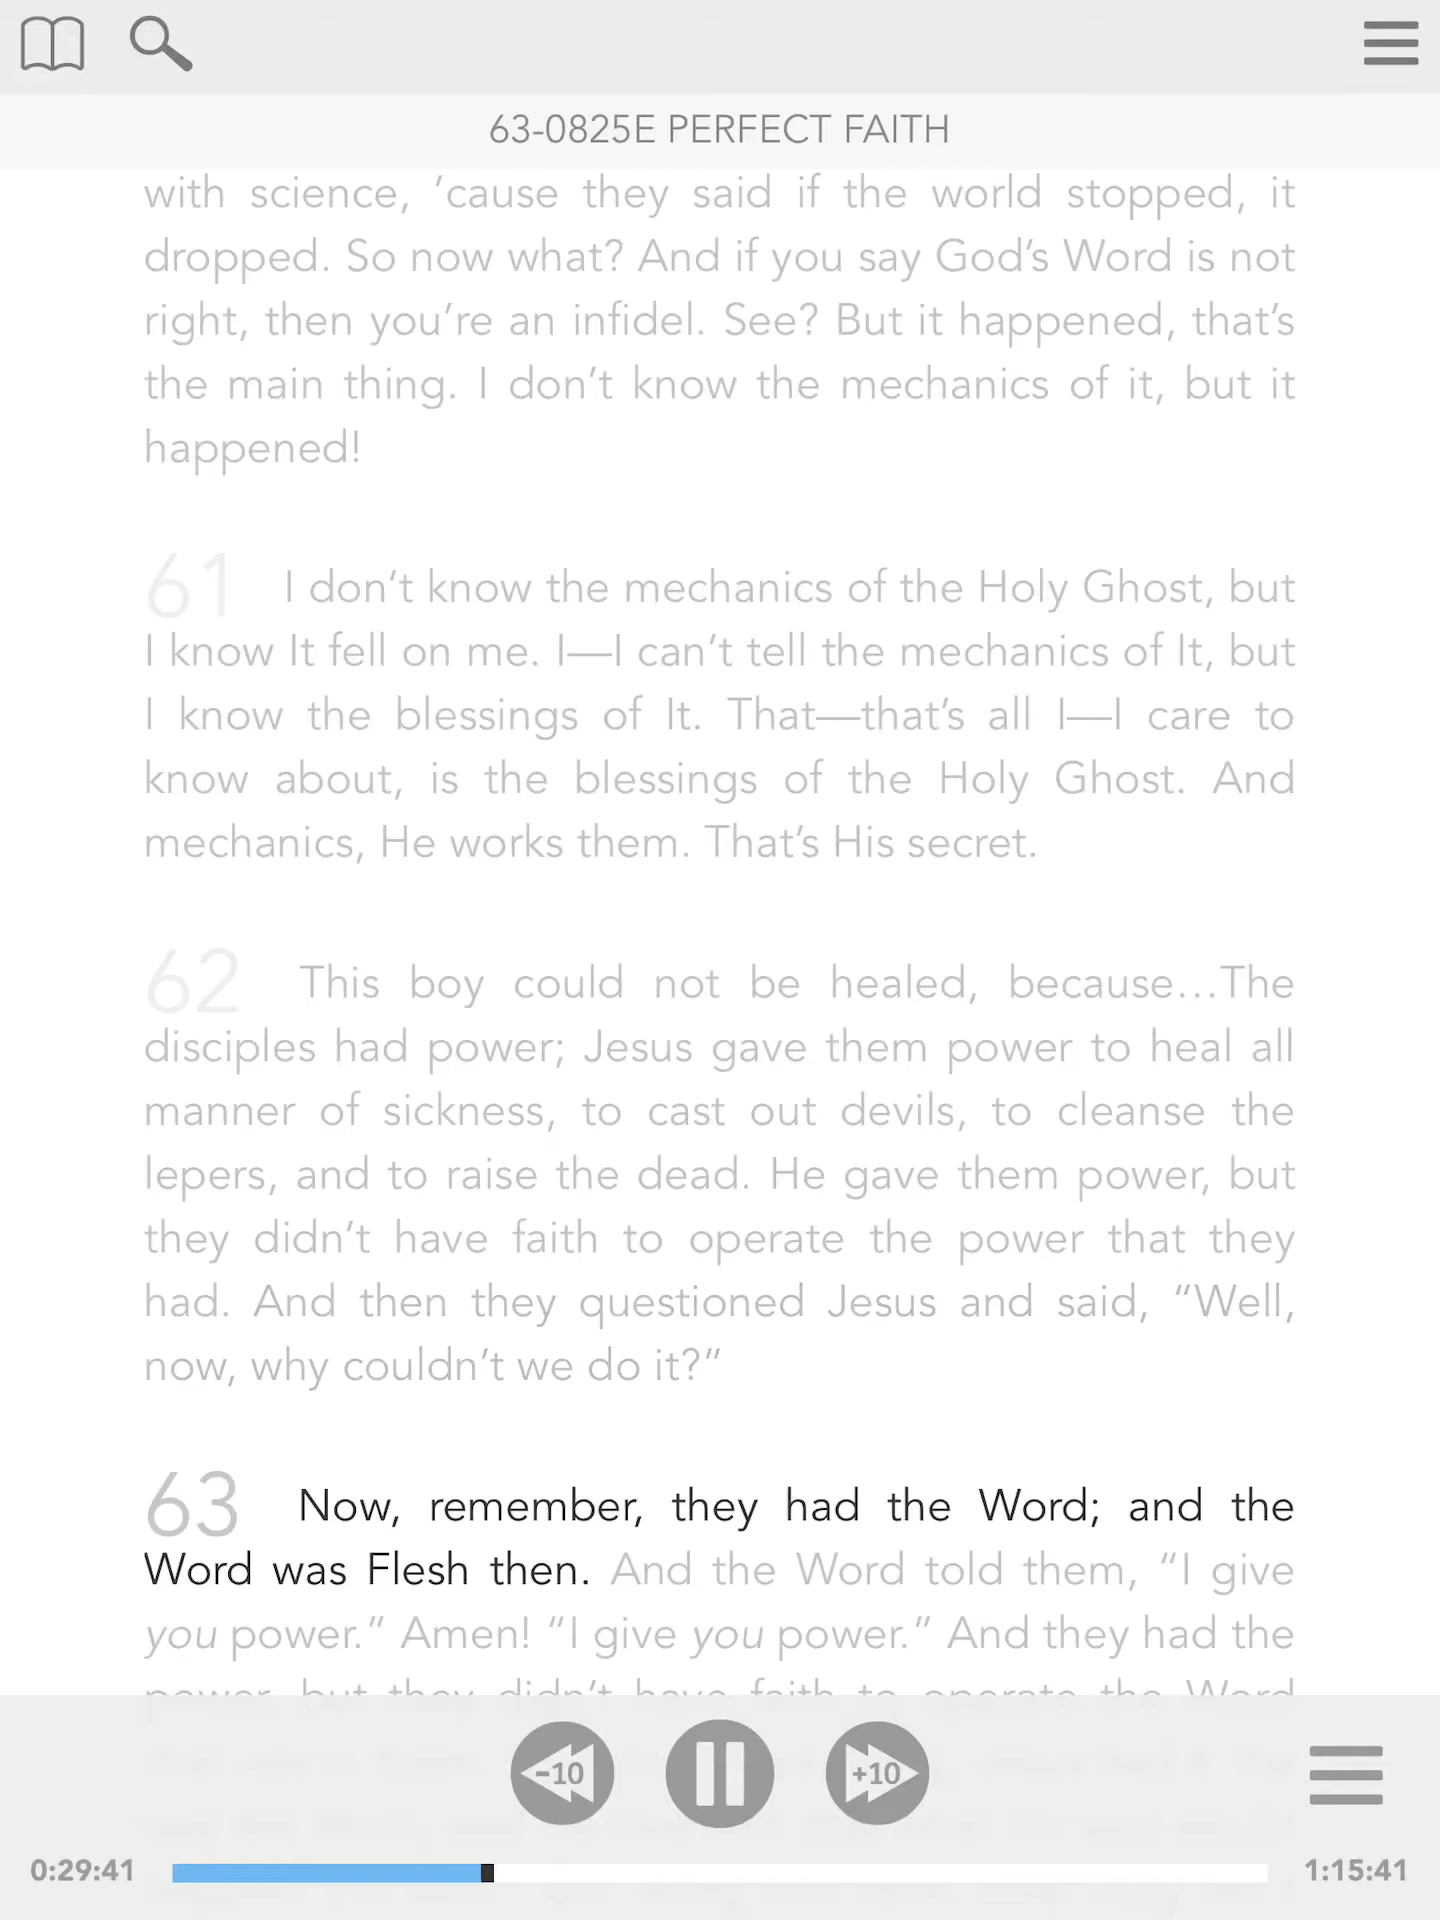 63-0825E PERFECT FAITH
with science, ’cause they said if the world stopped, it
dropped. So now what? And if you say God’s Word is not
right, then you’re an infidel. See? But it happened, that’s
the main thing. I don’t know the mechanics of it, but it
happened!
61 I don’t know the mechanics of the Holy Ghost, but
I know It fell on me. I—I can’t tell the mechanics of It, but
I know the blessings of It. That—that’s all I—I care to
know about, is the blessings of the Holy Ghost. And
mechanics, He works them. That’s His secret.
62 This boy could not be healed, because…The
disciples had power; Jesus gave them power to heal all
manner of sickness, to cast out devils, to cleanse the
lepers, and to raise the dead. He gave them power, but
they didn’t have faith to operate the power that they
had. And then they questioned Jesus and said, “Well,
now, why couldn’t we do it?”
63 Now, remember, they had the Word; and the
Word was Flesh then. And the Word told them, “I give
you power.” Amen! “I give you power.” And they had the
power, but they didn’t have faith to operate the Word
-10 +10
0:29:41 1:15:41